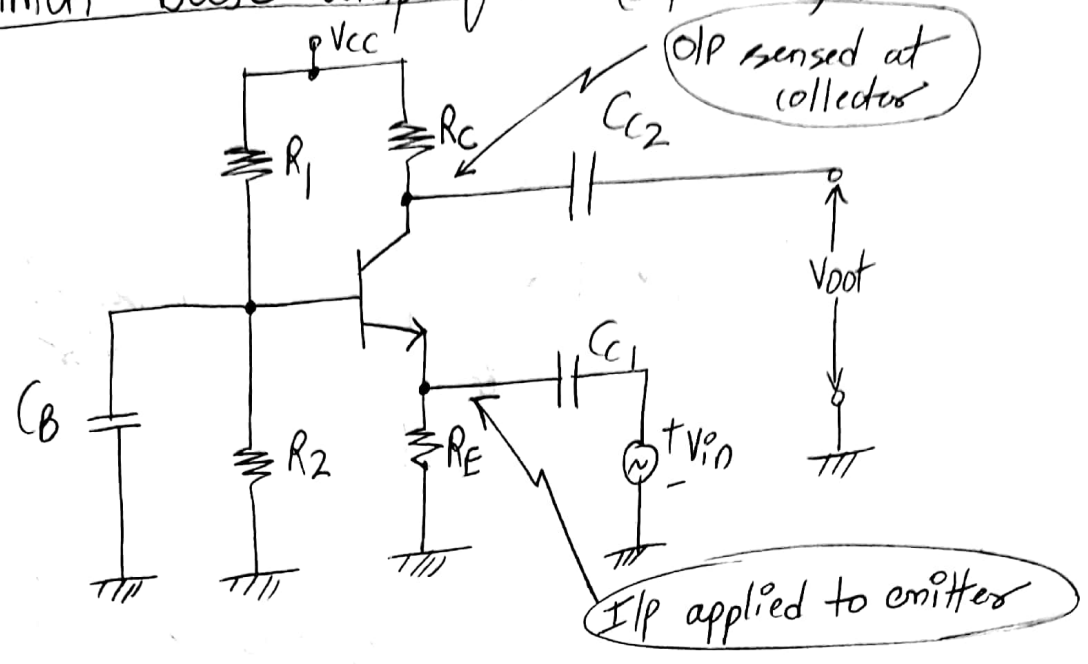 Vcc
O/P sensed at
collector
R1
RC
CC2
Vout
CB
R2
RE
CC1
+
Vin
-
I/P applied to emitter